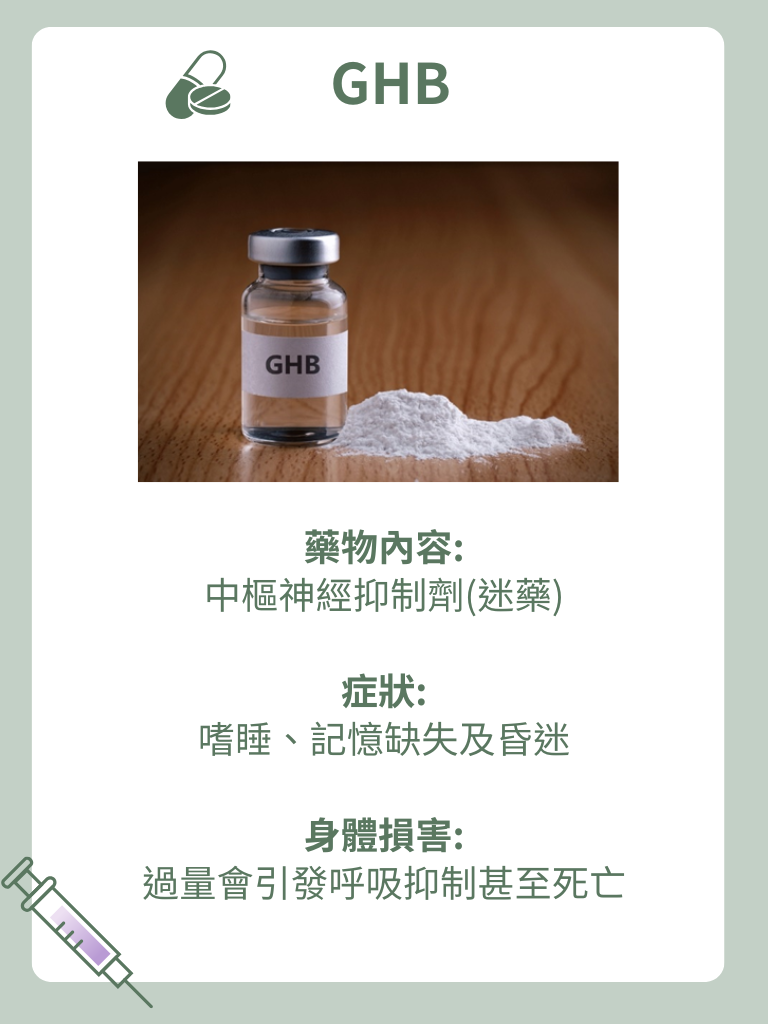 GHB
GHB
藥物內容:
中樞神經抑制劑(迷藥)
症狀:
嗜睡、記憶缺失及昏迷
身體損害:
過量會引發呼吸抑制甚至死亡